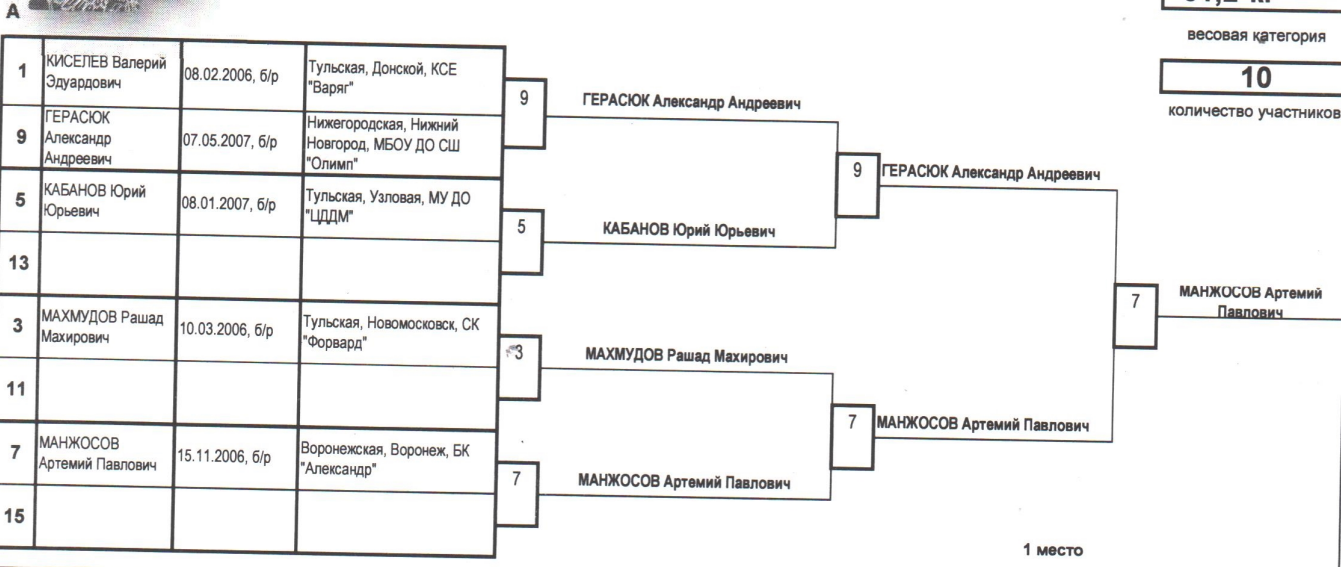 А
весовая категория
10
количество участников
1
КИСЕЛЕВ Валерий
Эдуардович
08.02.2006, б/р
Тульская, Донской, КСЕ
"Варяг"
9
ГЕРАСЮК
Александр
Андреевич
07.05.2007, б/р
Нижегородская, Нижний
Новгород, МБОУ ДО СШ
"Олимп"
5
КАБАНОВ Юрий
Юрьевич
08.01.2007, б/р
Тульская, Узловая, МУ ДО
"ЦДДМ"
13
3
МАХМУДОВ Рашад
Махирович
10.03.2006, б/р
Тульская, Новомосковск, СК
"Форвард"
11
7
МАНЖОСОВ
Артемий Павлович
15.11.2006, б/р
Воронежская, Воронеж, БК
"Александр"
15
9
ГЕРАСЮК Александр Андреевич
5
КАБАНОВ Юрий Юрьевич
3
МАХМУДОВ Рашад Махирович
7
МАНЖОСОВ Артемий Павлович
9
ГЕРАСЮК Александр Андреевич
7
МАНЖОСОВ Артемий Павлович
7
МАНЖОСОВ Артемий
Павлович
1 место